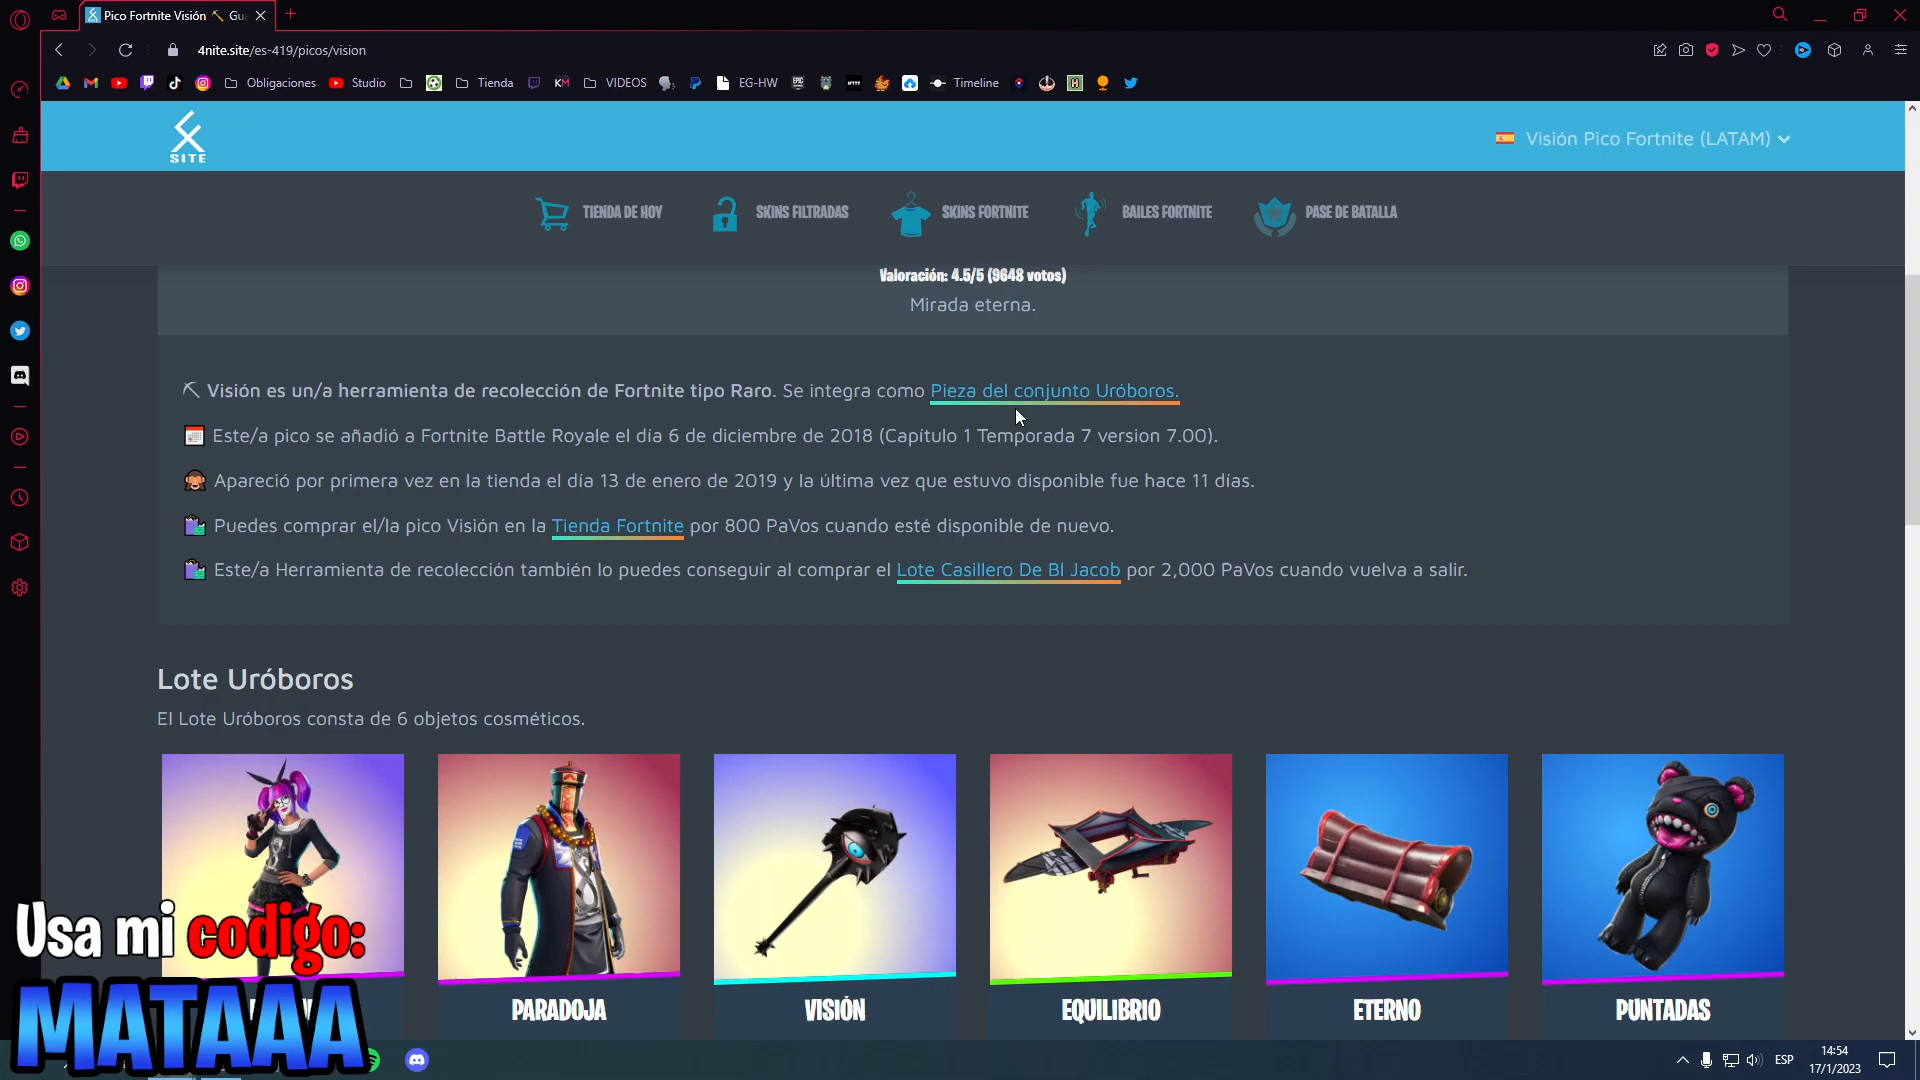 Pico Fortnite Visión ⛏️ Gua
4nite.site/es-419/picos/vision
Obligaciones Studio Tienda KM VIDEOS EG-HW Timeline
SITE
Visión Pico Fortnite (LATAM)
TIENDA DE HOY SKINS FILTRADAS SKINS FORTNITE BAILES FORTNITE PASE DE BATALLA
Valoración: 4.5/5 (9648 votos)
Mirada eterna.
Visión es un/a herramienta de recolección de Fortnite tipo Raro. Se integra como Pieza del conjunto Uróboros.
Este/a pico se añadió a Fortnite Battle Royale el día 6 de diciembre de 2018 (Capítulo 1 Temporada 7 version 7.00).
Apareció por primera vez en la tienda el día 13 de enero de 2019 y la última vez que estuvo disponible fue hace 11 días.
Puedes comprar el/la pico Visión en la Tienda Fortnite por 800 PaVos cuando esté disponible de nuevo.
Este/a Herramienta de recolección también lo puedes conseguir al comprar el Lote Casillero De Bl Jacob por 2,000 PaVos cuando vuelva a salir.
Lote Uróboros
El Lote Uróboros consta de 6 objetos cosméticos.
PARADOJA VISIÓN EQUILIBRIO ETERNO PUNTADAS
Usa mi codigo:
MATAAA
ESP 14:54
17/1/2023